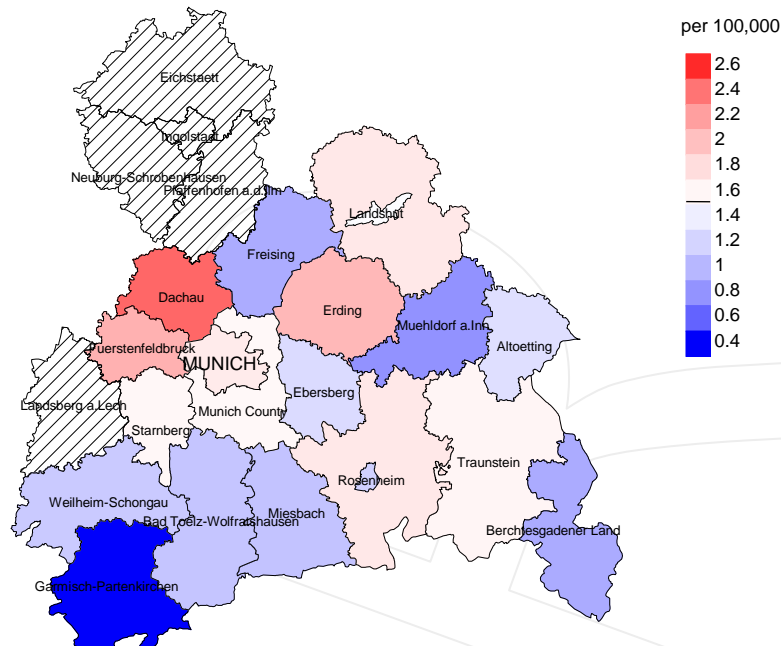 per 100,000
2.6
2.4
2.2
2
1.8
1.6
1.4
1.2
1
0.8
0.6
0.4
Eichstaett
Ingolstadt
Neuburg-Schrobenhausen
Pfaffenhofen a.d.Ilm
Landshut
Freising
Dachau
Erding
Muehldorf a.Inn
Altoetting
Fuerstenfeldbruck
MUNICH
Ebersberg
Landsberg a.Lech
Munich County
Starnberg
Traunstein
Rosenheim
Weilheim-Schongau
Miesbach
Bad Toelz-Wolfratshausen
Berchtesgadener Land
Garmisch-Partenkirchen